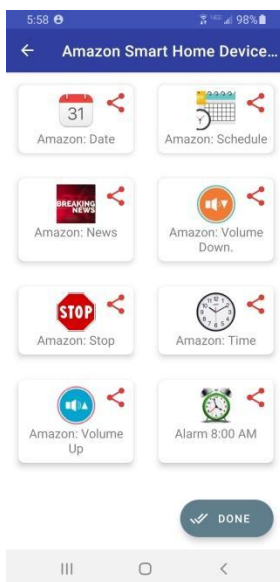 5:58 98%
Amazon Smart Home Device...
31
Amazon: Date
Amazon: Schedule
BREAKING
NEWS
Amazon: News
Amazon: Volume
Down.
STOP
Amazon: Stop
Amazon: Time
Amazon: Volume
Up
Alarm 8:00 AM
DONE